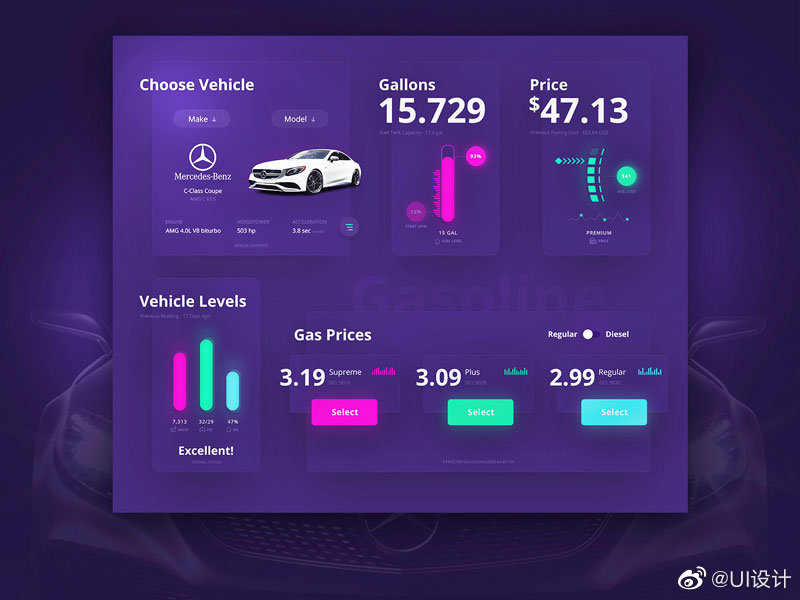 Choose Vehicle
Make ↓
Model ↓
Mercedes-Benz
C-Class Coupe
AMG C 63 S
ENGINE
HORSEPOWER
ACCELERATION
AMG 4.0L V8 biturbo
503 hp
3.8 sec
VEHICLE STATISTICS
Gallons
15.729
Fuel Tank Capacity - 17.4 gal
93%
12%
START LEVEL
15 GAL
FUEL LEVEL
Price
$47.13
Previous Fueling Cost - $53.84 USD
$41
AVG. COST
PREMIUM
PRICE
Gasoline
Vehicle Levels
Previous Reading - 17 Days Ago
7,313
32/29
47%
MILES
OIL
Excellent!
OVERALL STATUS
Gas Prices
Regular
Diesel
3.19
Supreme
DCL 901A
Select
3.09
Plus
DCL 902B
Select
2.99
Regular
DCL 903C
Select
& PRICE PER GALLON INCLUDES SALES TAX
@UI设计